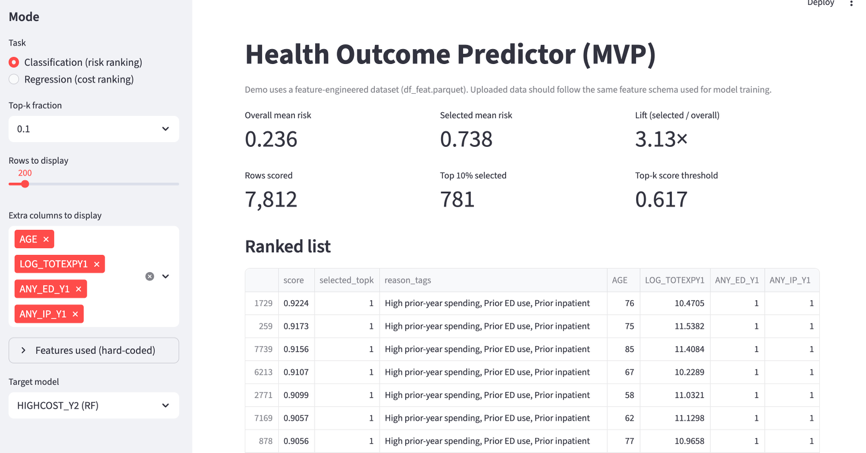 Deploy
Mode
Task
Classification (risk ranking)
Regression (cost ranking)
Top-k fraction
0.1
Rows to display
200
Extra columns to display
AGE ×
LOG_TOTEXPY1 ×
ANY_ED_Y1 ×
ANY_IP_Y1 ×
Features used (hard-coded)
Target model
HIGHCOST_Y2 (RF)
Health Outcome Predictor (MVP)
Demo uses a feature-engineered dataset (df_feat.parquet). Uploaded data should follow the same feature schema used for model training.
Overall mean risk Selected mean risk Lift (selected / overall)
0.236 0.738 3.13×
Rows scored Top 10% selected Top-k score threshold
7,812 781 0.617
Ranked list
score selected_topk reason_tags AGE LOG_TOTEXPY1 ANY_ED_Y1 ANY_IP_Y1
1729 0.9224 1 High prior-year spending, Prior ED use, Prior inpatient 76 10.4705 1 1
259 0.9173 1 High prior-year spending, Prior ED use, Prior inpatient 75 11.5382 1 1
7739 0.9156 1 High prior-year spending, Prior ED use, Prior inpatient 85 11.4084 1 1
6213 0.9107 1 High prior-year spending, Prior ED use, Prior inpatient 67 10.2289 1 1
2771 0.9099 1 High prior-year spending, Prior ED use, Prior inpatient 58 11.0321 1 1
7169 0.9057 1 High prior-year spending, Prior ED use, Prior inpatient 62 11.1298 1 1
878 0.9056 1 High prior-year spending, Prior ED use, Prior inpatient 77 10.9658 1 1